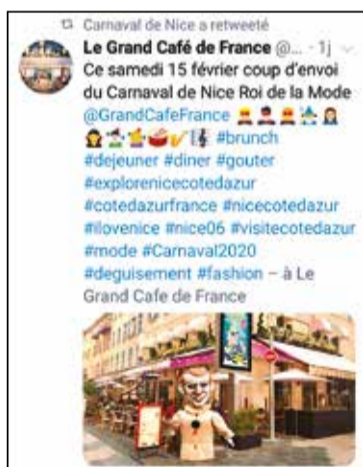 Carnaval de Nice a retweeté
Le Grand Café de France @... · 1j
Ce samedi 15 février coup d'envoi
du Carnaval de Nice Roi de la Mode
@GrandCafeFrance
#brunch
#dejeuner #diner #gouter
#explorenicecotedazur
#cotedazurfrance #nicecotedazur
#ilovenice #nice06 #visitecotedazur
#mode #Carnaval2020
#deguisement #fashion – à Le
Grand Cafe de France